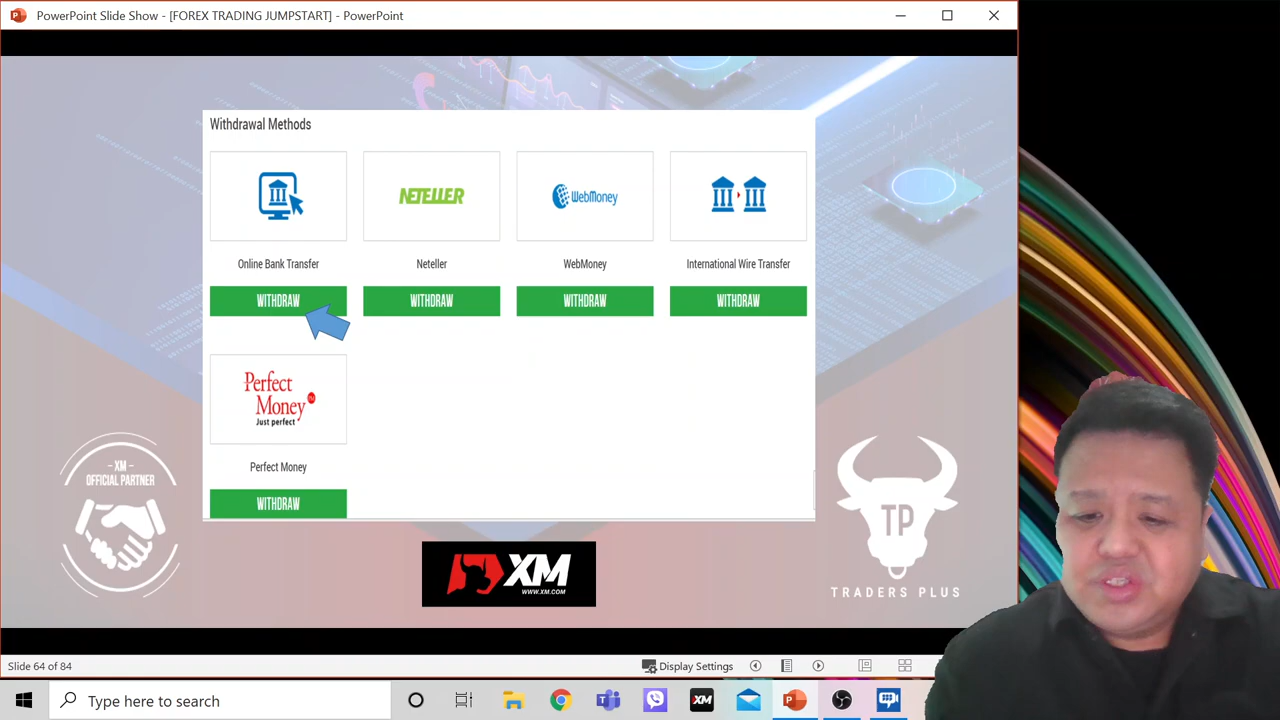 PowerPoint Slide Show - [FOREX TRADING JUMPSTART] - PowerPoint
Withdrawal Methods
NETELLER
WebMoney
Online Bank Transfer
Neteller
WebMoney
International Wire Transfer
WITHDRAW
WITHDRAW
WITHDRAW
WITHDRAW
Perfect
Money
PM
Just perfect
Perfect Money
WITHDRAW
- XM -
OFFICIAL PARTNER
XM
WWW.XM.COM
TP
TRADERS PLUS
Slide 64 of 84
Display Settings
Type here to search
XM